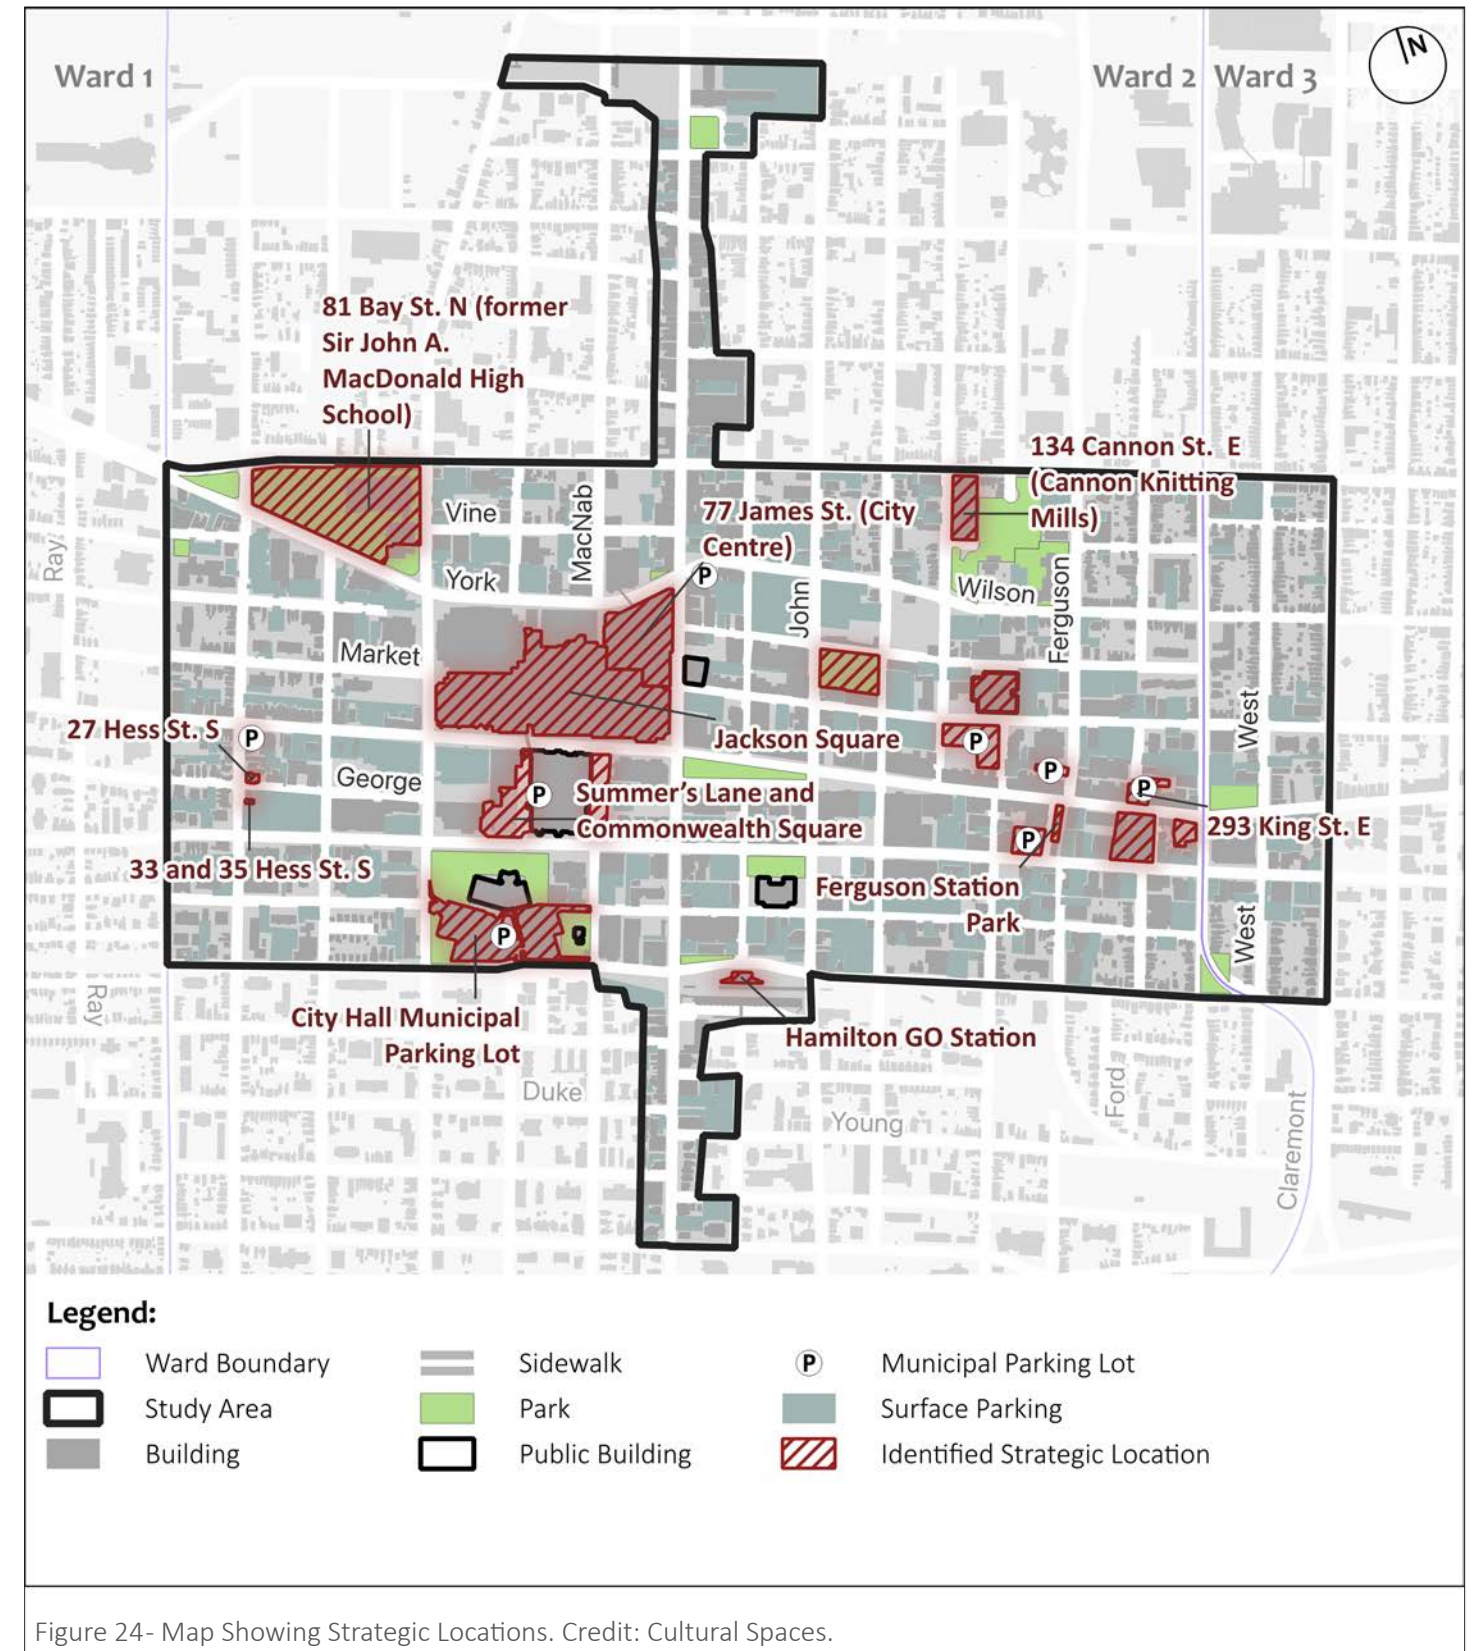 Ward 1
Ward 2
Ward 3
N
81 Bay St. N (former
Sir John A.
MacDonald High
School)
134 Cannon St. E
(Cannon Knitting
Mills)
Vine
MacNab
77 James St. (City
Centre)
P
Ray
York
John
Wilson
Ferguson
Market
West
27 Hess St. S
P
Jackson Square
P
George
P
Summer's Lane and
Commonwealth Square
P
P
293 King St. E
P
33 and 35 Hess St. S
Ferguson Station
Park
West
P
Ray
City Hall Municipal
Parking Lot
Hamilton GO Station
Duke
Young
Ford
Claremont
Legend:
Ward Boundary
Sidewalk
P
Municipal Parking Lot
Study Area
Park
Surface Parking
Building
Public Building
Identified Strategic Location
Figure 24- Map Showing Strategic Locations. Credit: Cultural Spaces.